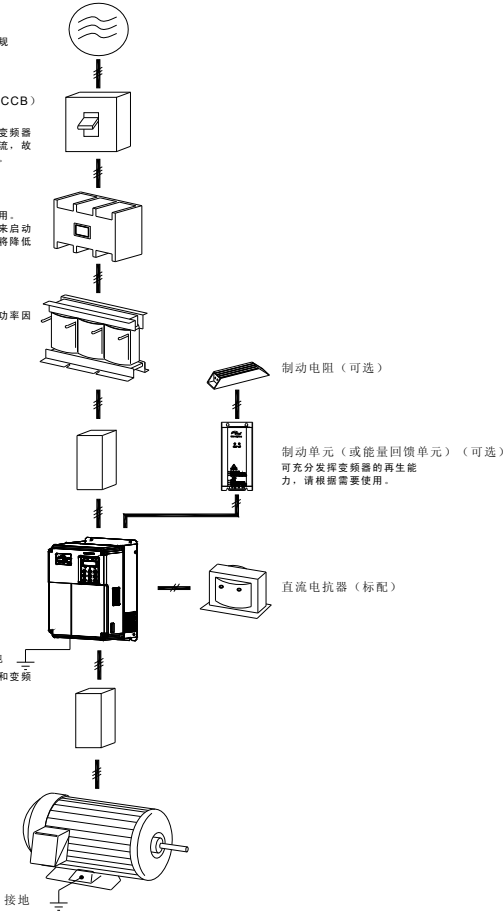 规
CCB）
变频器
流，故
用。
来启动
将降低
功率因
制动电阻（可选）
制动单元（或能量回馈单元）（可选）
可充分发挥变频器的再生能
力，请根据需要使用。
直流电抗器（标配）
地
和变频
接地